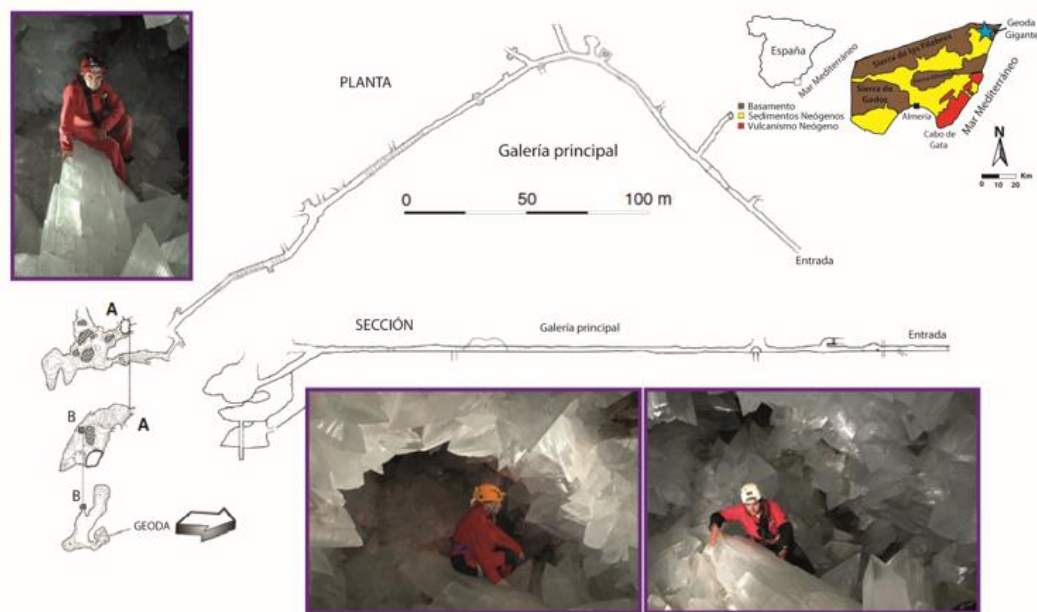 PLANTA
Galería principal
0 50 100 m
Entrada
España
Mar Mediterráneo
Basamento
Sedimentos Neógenos
Vulcanismo Neógeno
Sierra de los Filabres
Sierra de
Gador
Almería
Cabo de
Gata
Mar Mediterráneo
Geoda
Gigante
N
0 10 20 Km
SECCIÓN
Galería principal
Entrada
A
B
A
B
GEODA